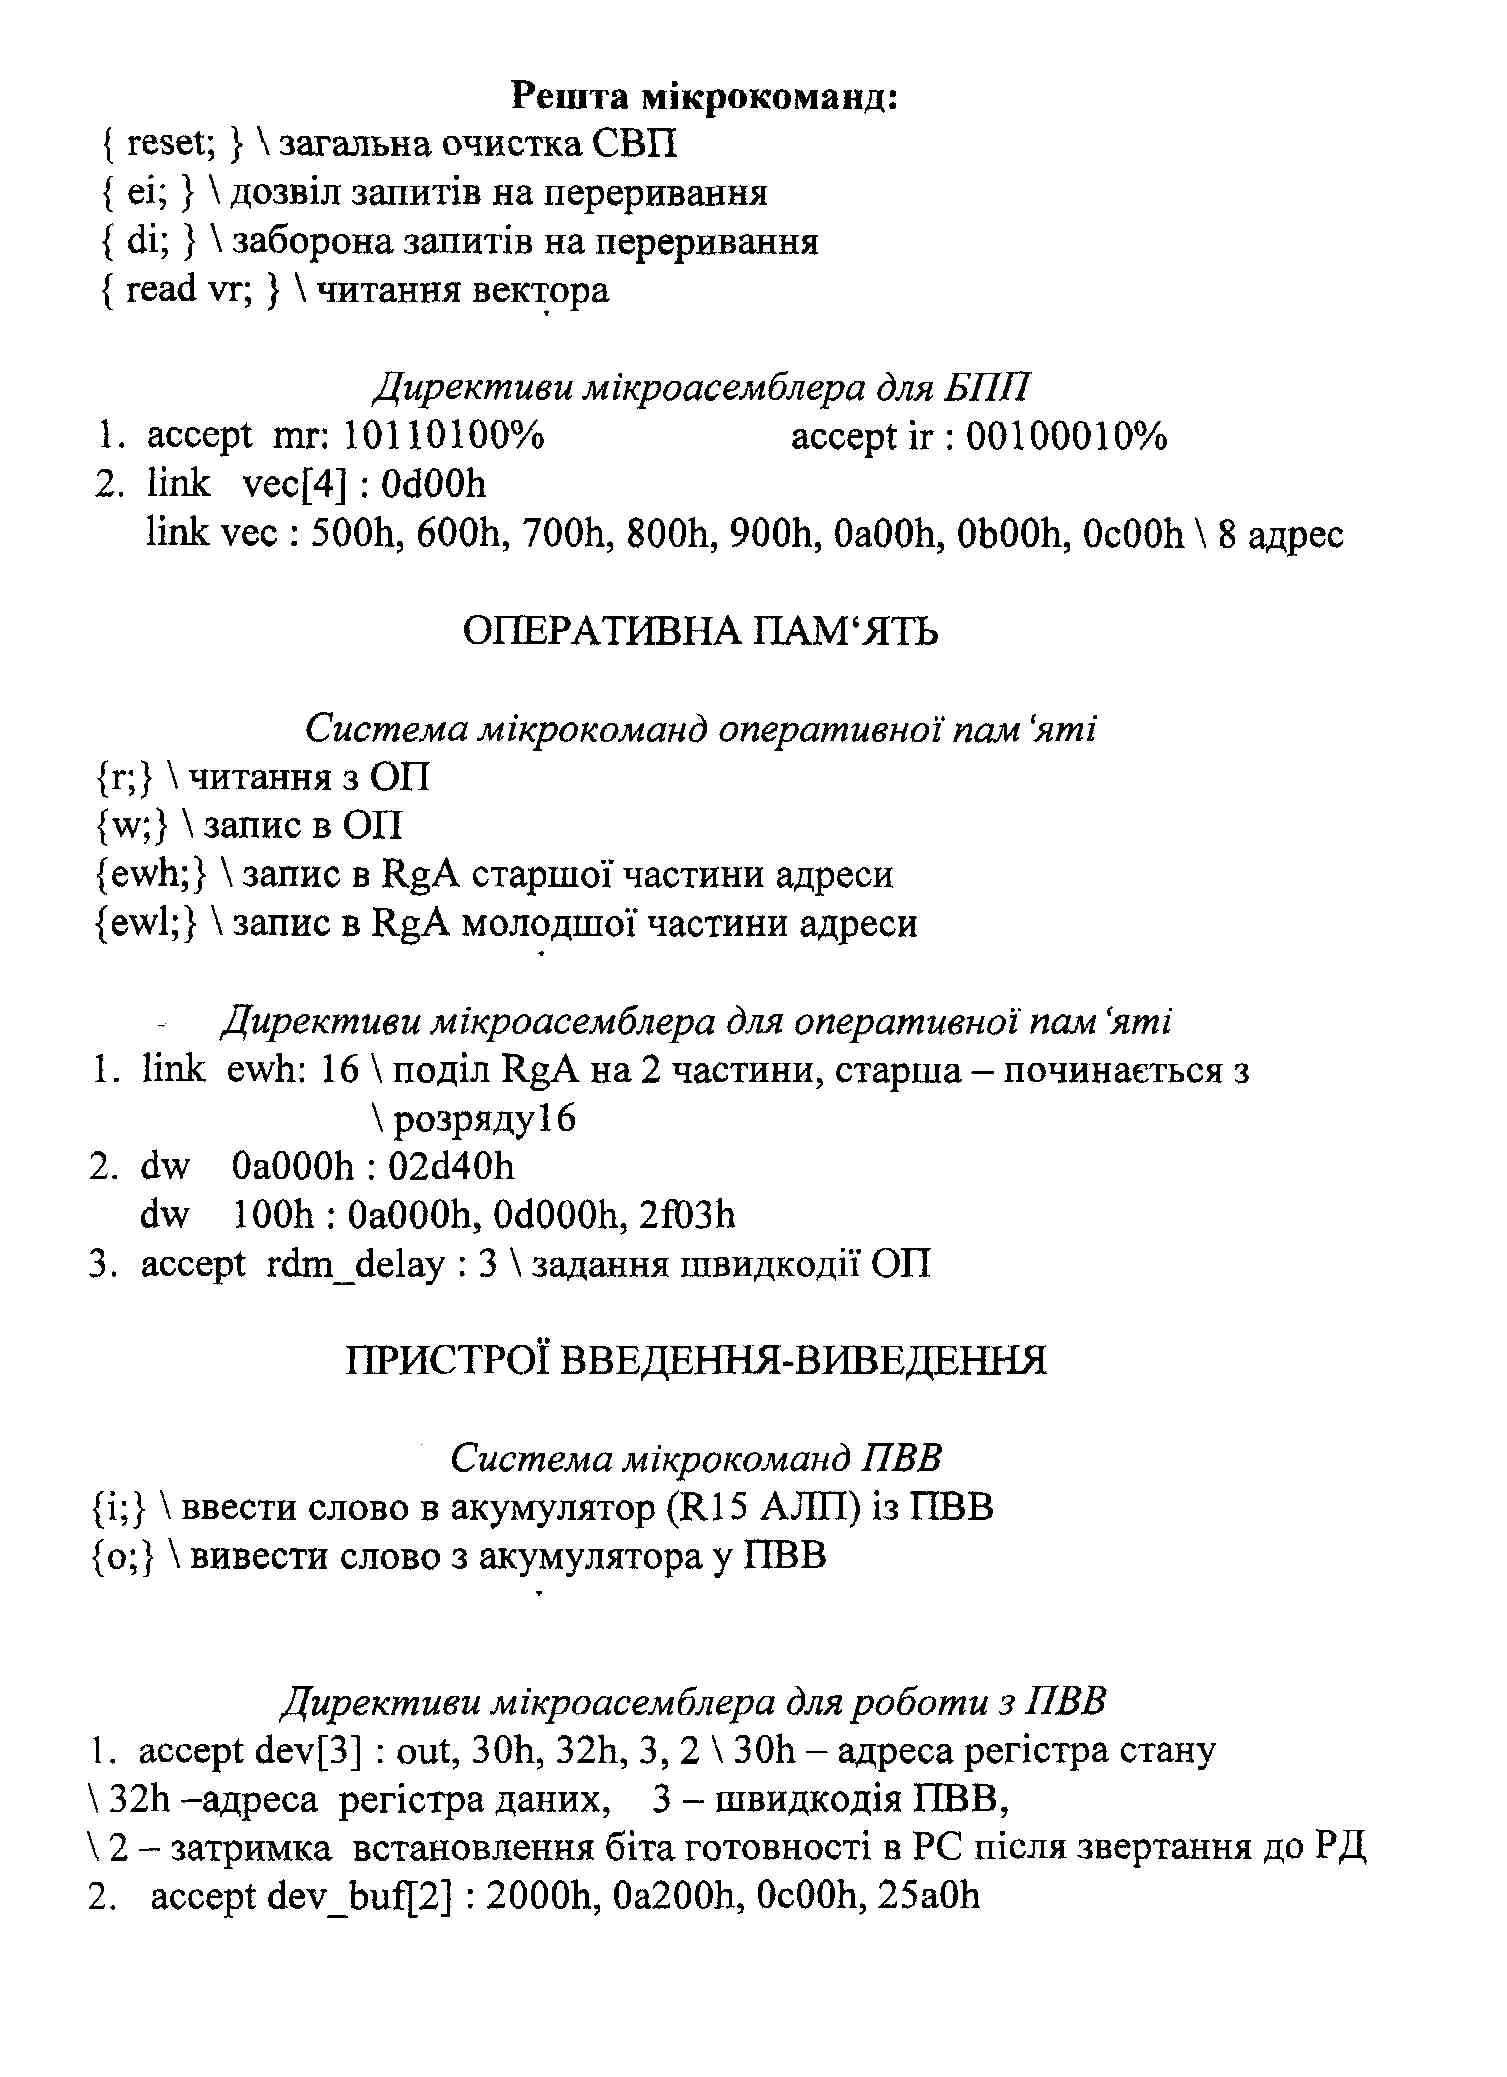 Решта мікрокоманд:
{ reset; } \ загальна очистка СВП
{ ei; } \ дозвіл запитів на переривання
{ di; } \ заборона запитів на переривання
{ read vr; } \ читання вектора
Директиви мікроасемблера для БПП
1. accept mr: 10110100% accept ir : 00100010%
2. link vec[4] : 0d00h
link vec : 500h, 600h, 700h, 800h, 900h, 0a00h, 0b00h, 0c00h \ 8 адрес
ОПЕРАТИВНА ПАМ‘ЯТЬ
Система мікрокоманд оперативної пам‘яті
{r;} \ читання з ОП
{w;} \ запис в ОП
{ewh;} \ запис в RgA старшої частини адреси
{ewl;} \ запис в RgA молодшої частини адреси
Директиви мікроасемблера для оперативної пам‘яті
1. link ewh: 16 \ поділ RgA на 2 частини, старша – починається з
\ розряду16
2. dw 0a000h : 02d40h
dw 100h : 0a000h, 0d000h, 2f03h
3. accept rdm_delay : 3 \ задання швидкодії ОП
ПРИСТРОЇ ВВЕДЕННЯ-ВИВЕДЕННЯ
Система мікрокоманд ПВВ
{i;} \ ввести слово в акумулятор (R15 АЛП) із ПВВ
{o;} \ вивести слово з акумулятора у ПВВ
Директиви мікроасемблера для роботи з ПВВ
1. accept dev[3] : out, 30h, 32h, 3, 2 \ 30h – адреса регістра стану
\ 32h –адреса регістра даних, 3 – швидкодія ПВВ,
\ 2 – затримка встановлення біта готовності в РС після звертання до РД
2. accept dev_buf[2] : 2000h, 0a200h, 0c00h, 25a0h